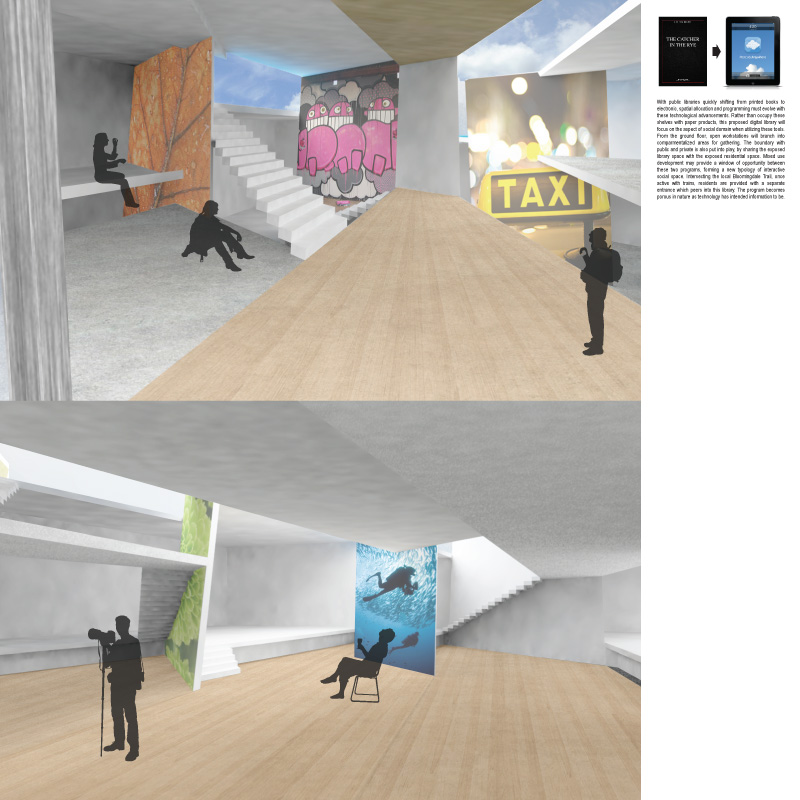 THE CATCHER
IN THE RYE
With public libraries quickly shifting from printed books to
electronic, spatial allocation and programming must evolve with
these technological advancements. Rather than occupy these
shelves with paper products, this proposed digital library will
focus on the aspect of social domain when utilizing these tools.
From the ground floor, open workstations will branch into
compartmentalized areas for gathering. The boundary with
public and private is also put into play, by sharing the exposed
library space with the exposed residential space. Mixed use
development may provide a window of opportunity between
these two programs, forming a new typology of interactive
social space. Intersecting the local Bloomingdale Trail, once
active with trains, residents are provided with a separate
entrance which peers into this library. The program becomes
porous in nature as technology has intended information to be.
TAXI